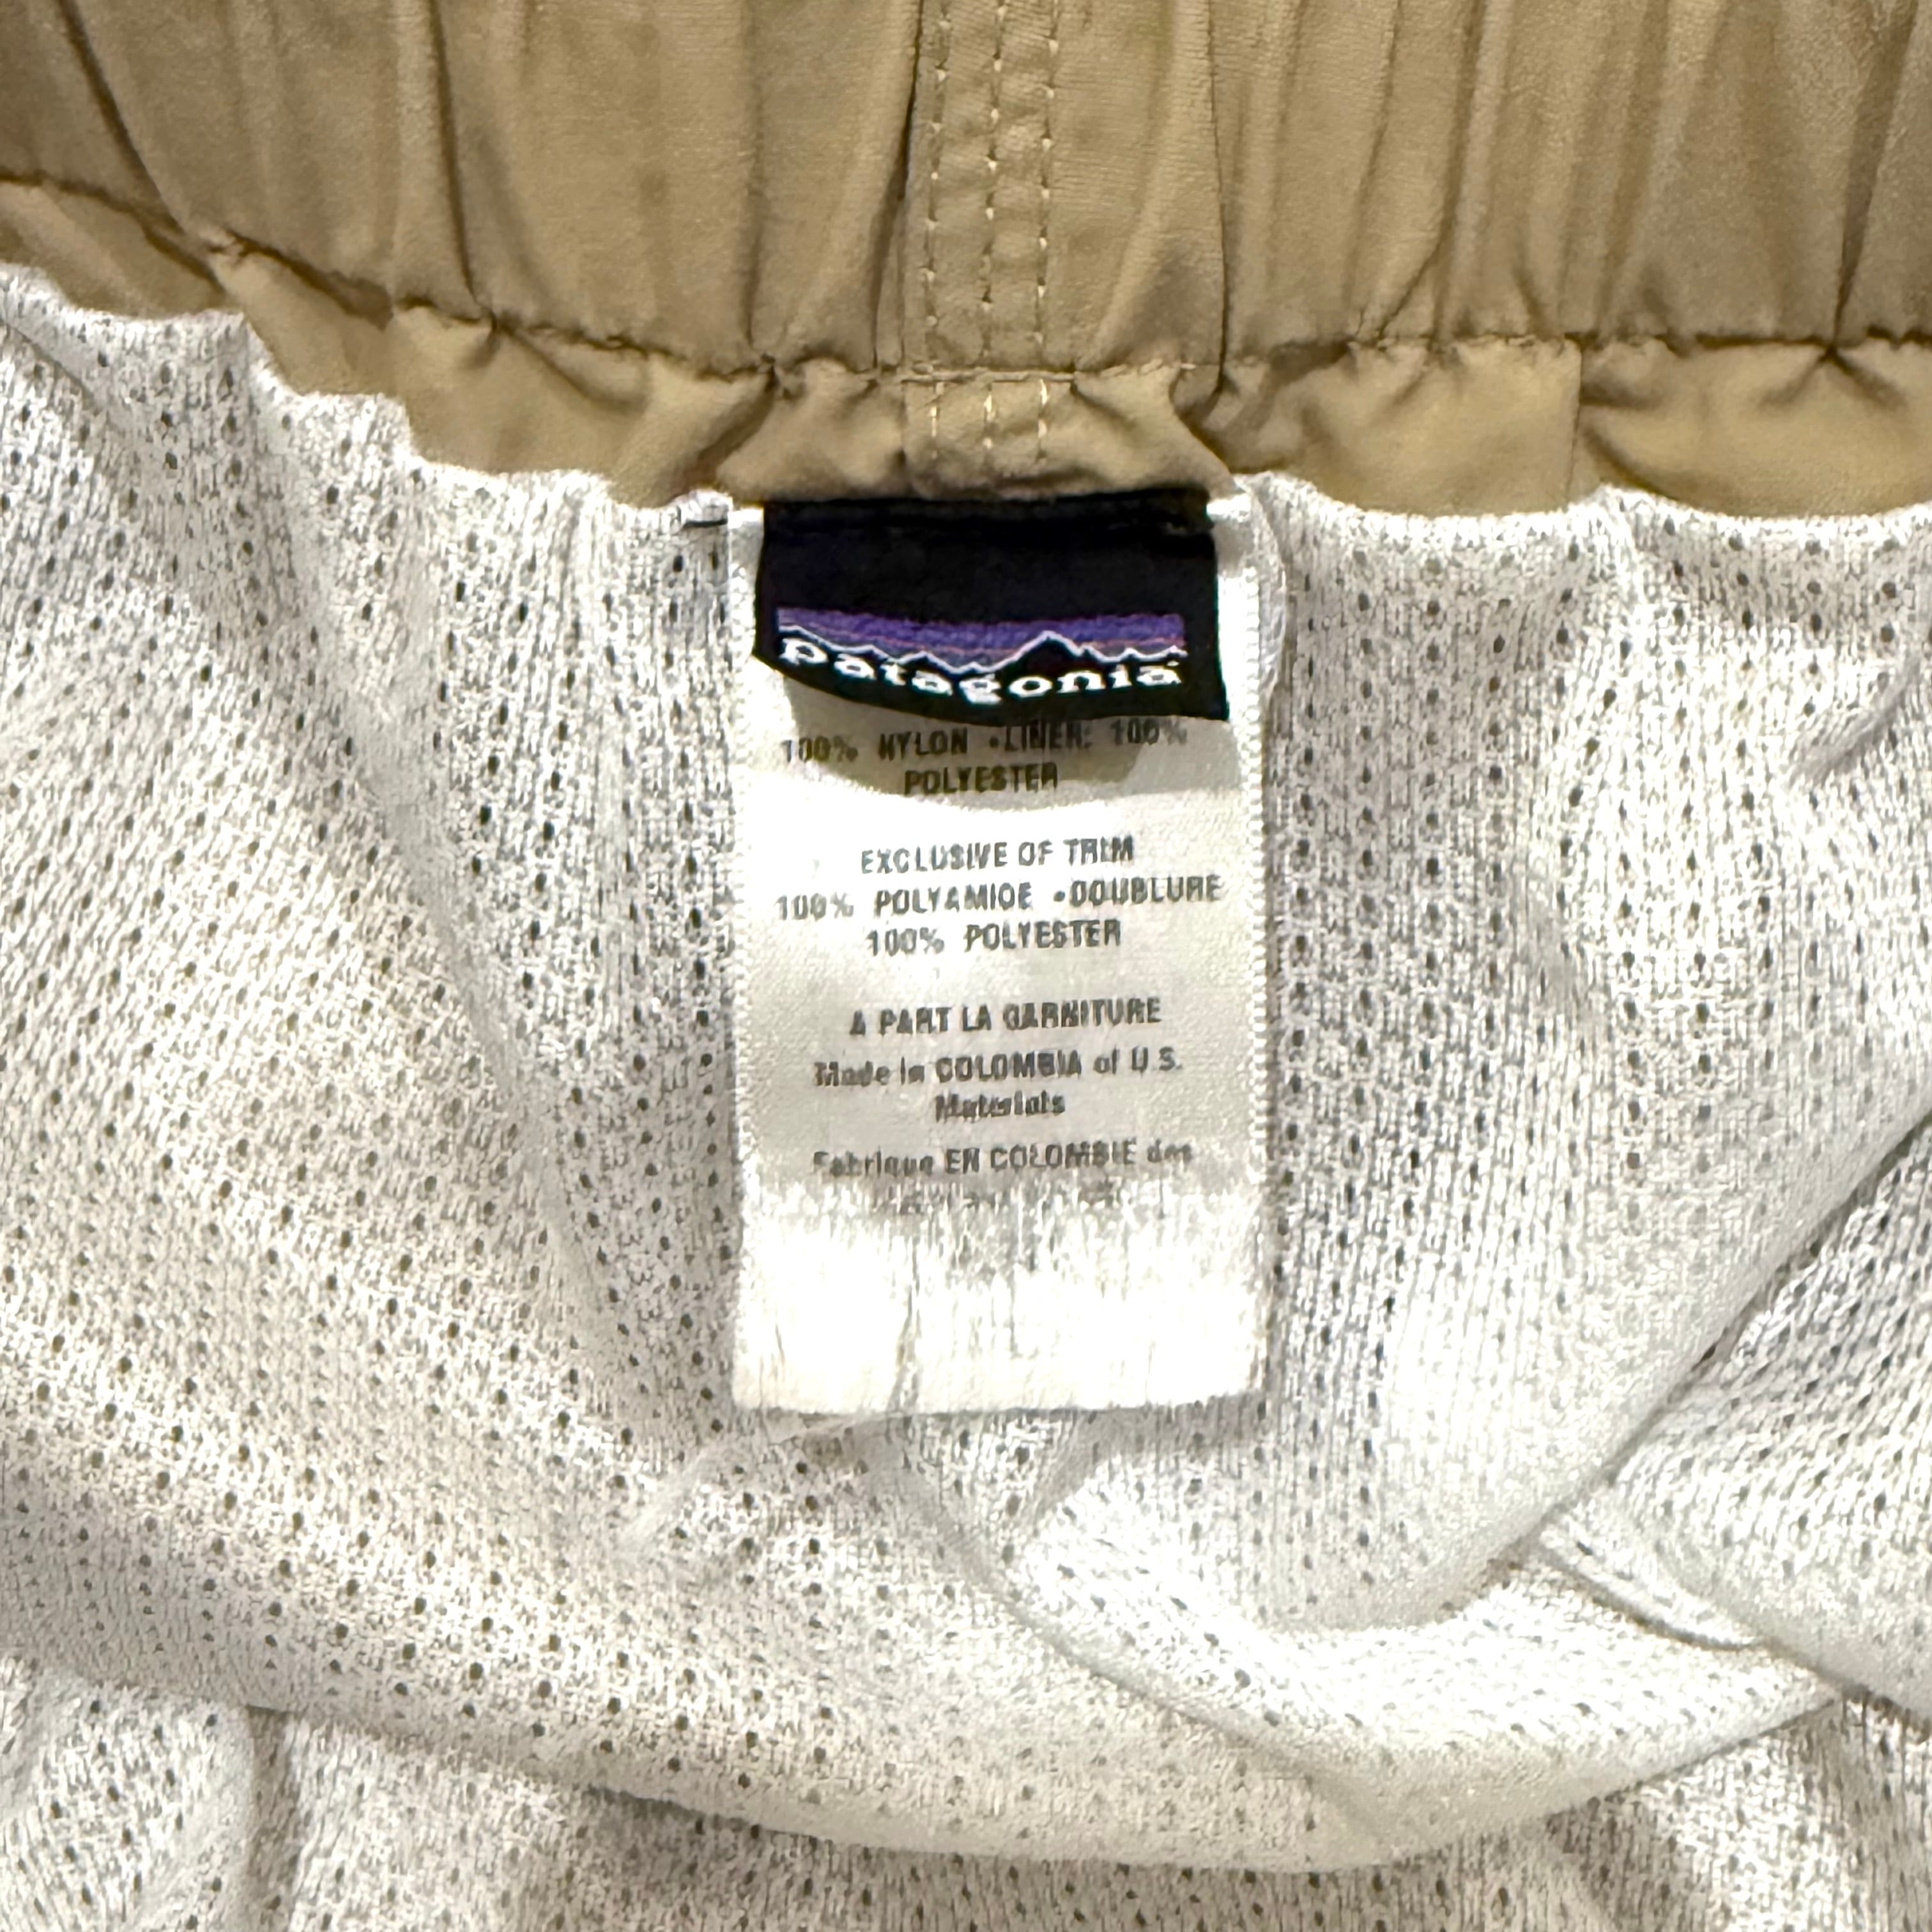 patagonia
100% NYLON •LINER: 100%
POLYESTER
EXCLUSIVE OF TRIM
100% POLYAMIDE •DOUBLURE
100% POLYESTER
A PART LA GARNITURE
Made in COLOMBIA of U.S.
Materials
Fabrique EN COLOMBIE des